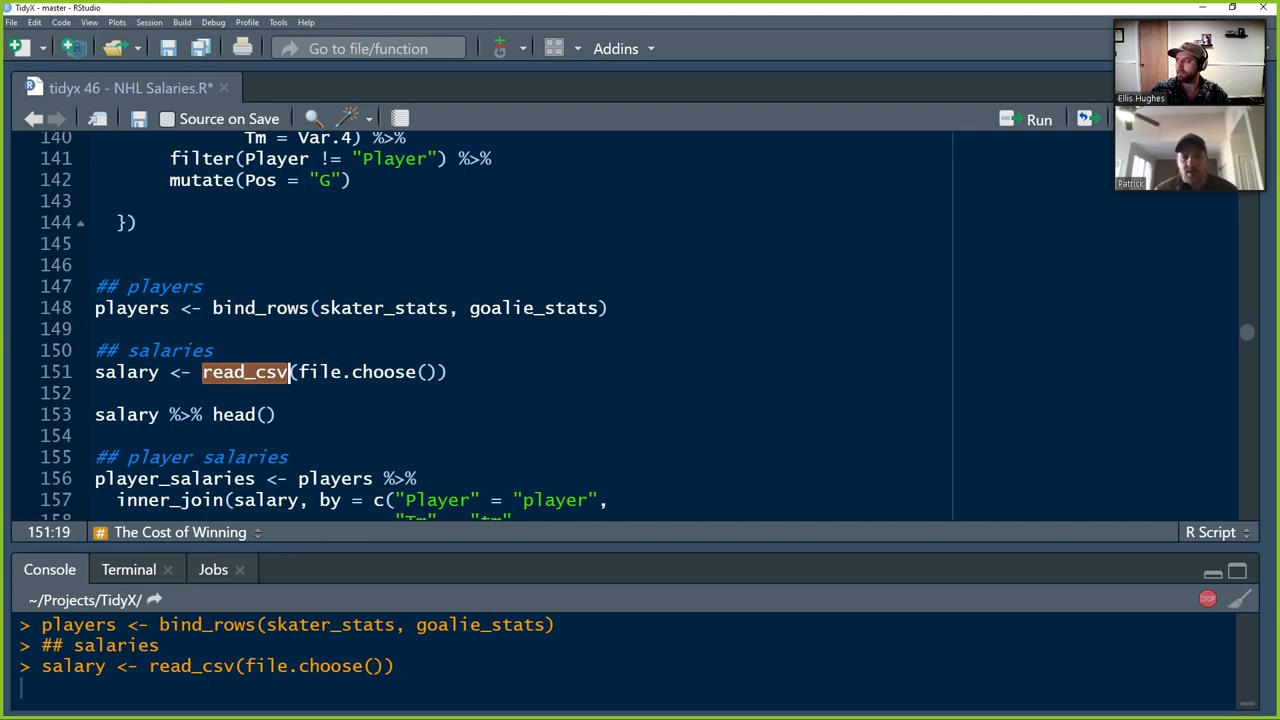 TidyX - master - RStudio
File Edit Code View Plots Session Build Debug Profile Tools Help
Go to file/function Addins
Ellis Hughes
Patrick
tidyx 46 - NHL Salaries.R*
Source on Save Run
140 Tm = Var.4) %>%
141 filter(Player != "Player") %>%
142 mutate(Pos = "G")
143
144 })
145
146
147 ## players
148 players <- bind_rows(skater_stats, goalie_stats)
149
150 ## salaries
151 salary <- read_csv(file.choose())
152
153 salary %>% head()
154
155 ## player salaries
156 player_salaries <- players %>%
157 inner_join(salary, by = c("Player" = "player",
158 "Tm" = "tm"
151:19 # The Cost of Winning R Script
Console Terminal Jobs
~/Projects/TidyX/
STOP
> players <- bind_rows(skater_stats, goalie_stats)
> ## salaries
> salary <- read_csv(file.choose())